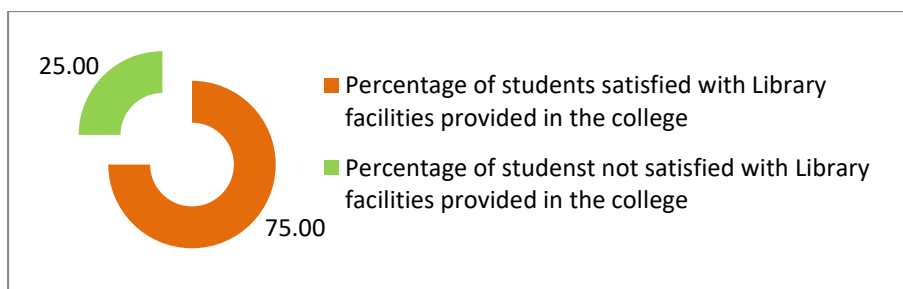 25.00
75.00
Percentage of students satisfied with Library
facilities provided in the college
Percentage of studenst not satisfied with Library
facilities provided in the college